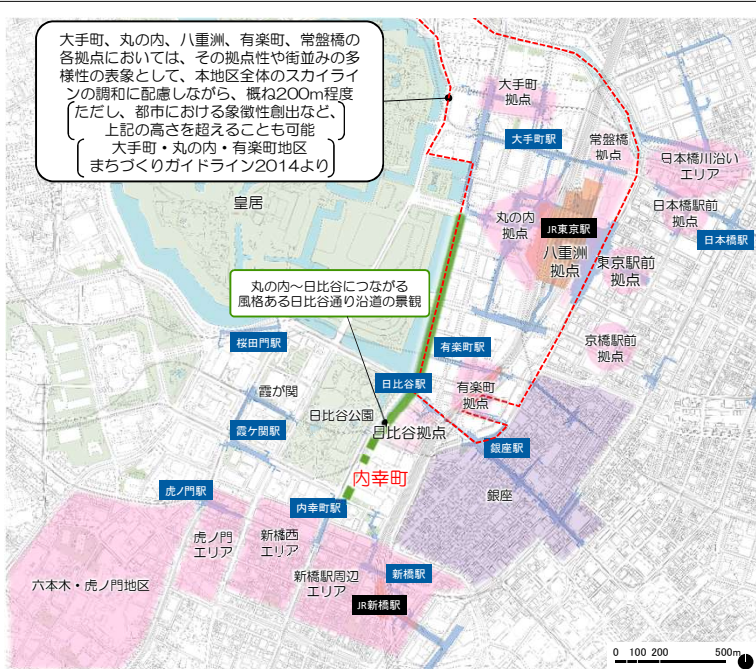 大手町、丸の内、八重洲、有楽町、常盤橋の
各拠点においては、その拠点性や街並みの多
様性の表象として、本地区全体のスカイライ
ンの調和に配慮しながら、概ね200m程度
ただし、都市における象徴性創出など、
上記の高さを超えることも可能
大手町・丸の内・有楽町地区
まちづくりガイドライン2014より
大手町
拠点
大手町駅
常盤橋
拠点
日本橋川沿い
エリア
皇居
丸の内
拠点
JR東京駅
八重洲
拠点
日本橋駅前
拠点
日本橋駅
東京駅前
拠点
丸の内～日比谷につながる
風格ある日比谷通り沿道の景観
桜田門駅
有楽町駅
京橋駅前
拠点
日比谷駅
有楽町
拠点
霞が関
日比谷公園
日比谷拠点
霞ケ関駅
銀座駅
内幸町
虎ノ門駅
内幸町駅
銀座
虎ノ門
エリア
新橋西
エリア
新橋駅周辺
エリア
新橋駅
六本木・虎ノ門地区
JR新橋駅
0 100 200 500m